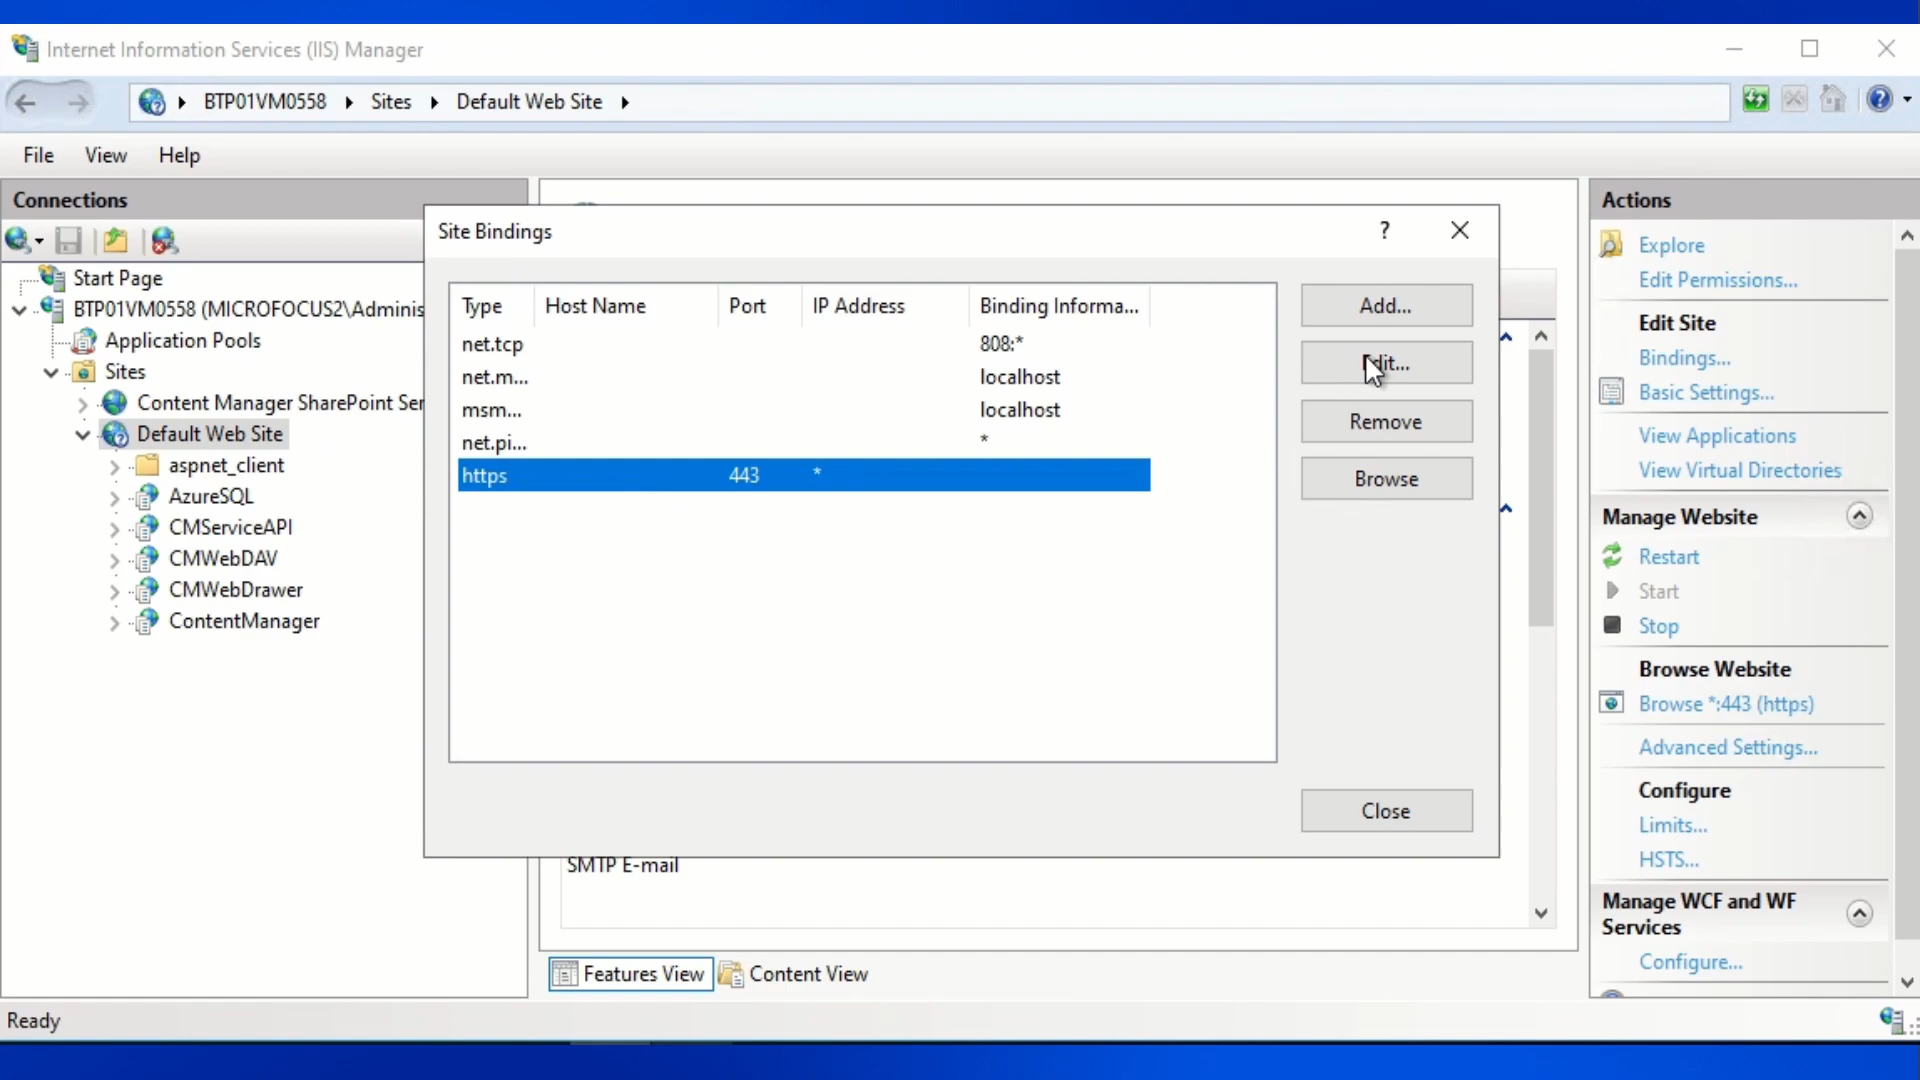 Internet Information Services (IIS) Manager
BTP01VM0558 Sites Default Web Site
File View Help
Connections
Start Page
BTP01VM0558 (MICROFOCUS2\Adminis
Application Pools
Sites
Content Manager SharePoint Ser
Default Web Site
aspnet_client
AzureSQL
CMServiceAPI
CMWebDAV
CMWebDrawer
ContentManager
Site Bindings
?
Type Host Name Port IP Address Binding Informa...
net.tcp 808:*
net.m... localhost
msm... localhost
net.pi... *
https 443 *
Add...
Remove
Browse
Close
SMTP E-mail
Features View Content View
Actions
Explore
Edit Permissions...
Edit Site
Bindings...
Basic Settings...
View Applications
View Virtual Directories
Manage Website
Restart
Start
Stop
Browse Website
Browse *:443 (https)
Advanced Settings...
Configure
Limits...
HSTS...
Manage WCF and WF
Services
Configure...
Ready